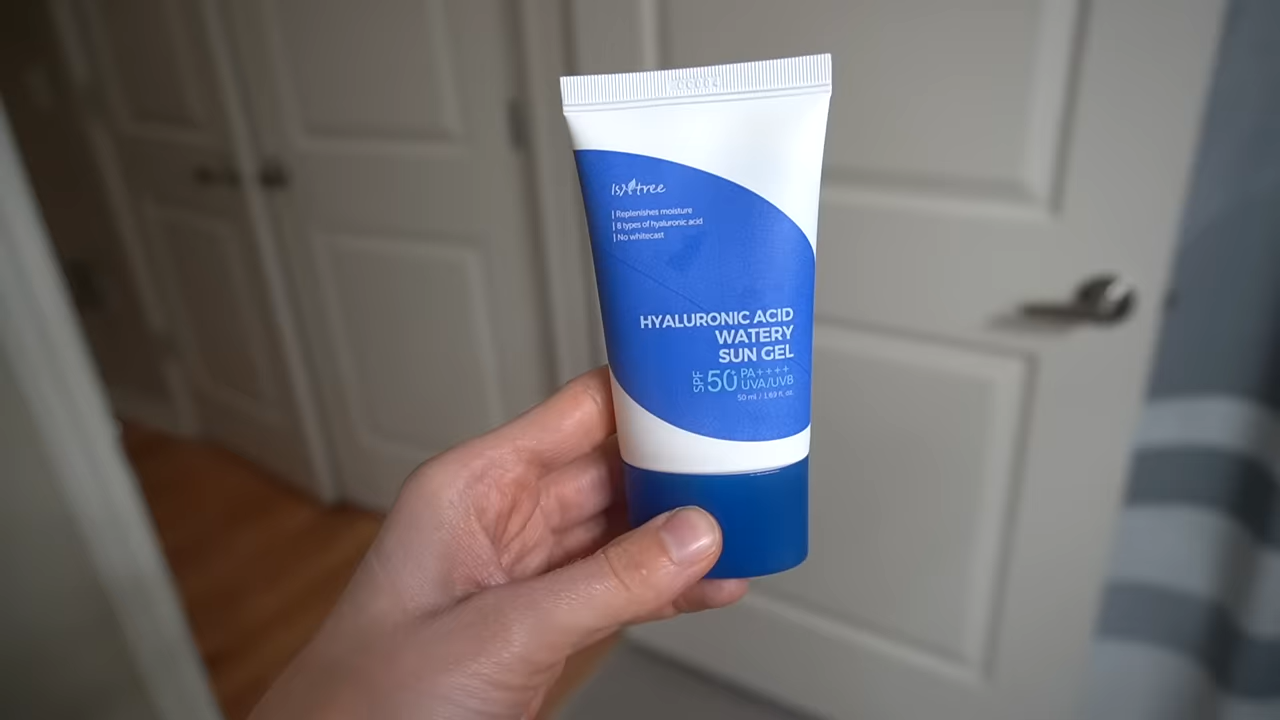 Isntree
| Replenishes moisture
| 8 types of hyaluronic acid
| No whitecast
HYALURONIC ACID
WATERY
SUN GEL
SPF 50+ PA++++
UVA/UVB
50 ml / 1.69 fl. oz.